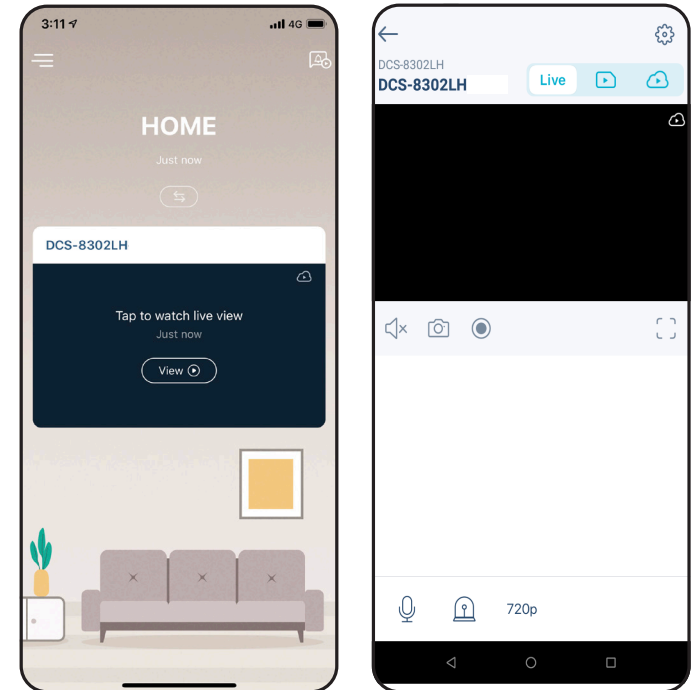 3:11
4G
HOME
Just now
DCS-8302LH
Tap to watch live view
Just now
View
DCS-8302LH
DCS-8302LH
Live
720p